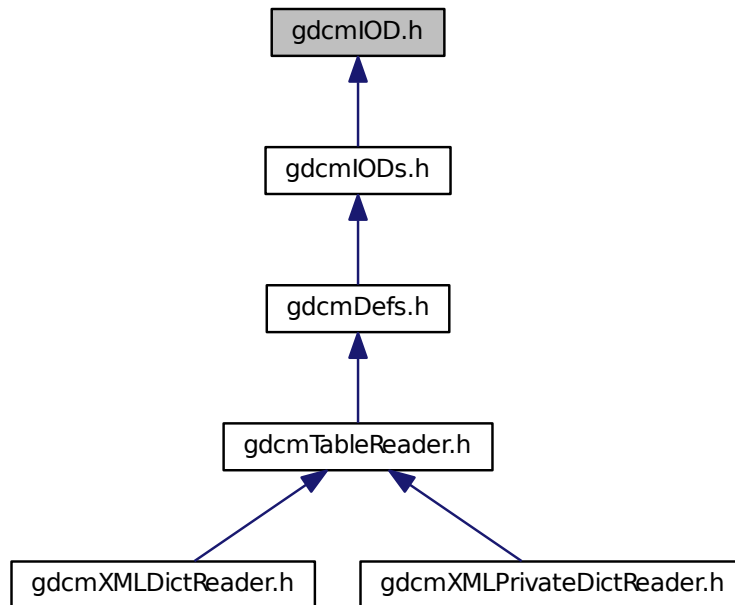 gdcmIOD.h
gdcmIODs.h
gdcmDefs.h
gdcmTableReader.h
gdcmXMLDictReader.h
gdcmXMLPrivateDictReader.h